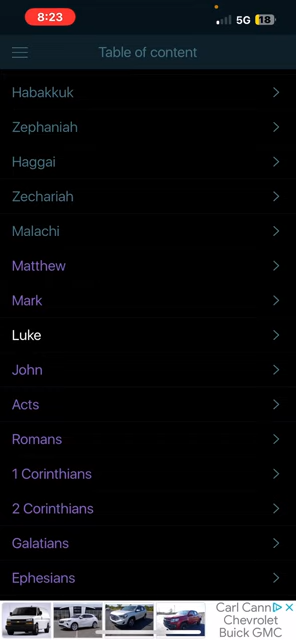 8:23
5G
18
Table of content
Habakkuk
Zephaniah
Haggai
Zechariah
Malachi
Matthew
Mark
Luke
John
Acts
Romans
1 Corinthians
2 Corinthians
Galatians
Ephesians
Carl Cann
Chevrolet
Buick GMC